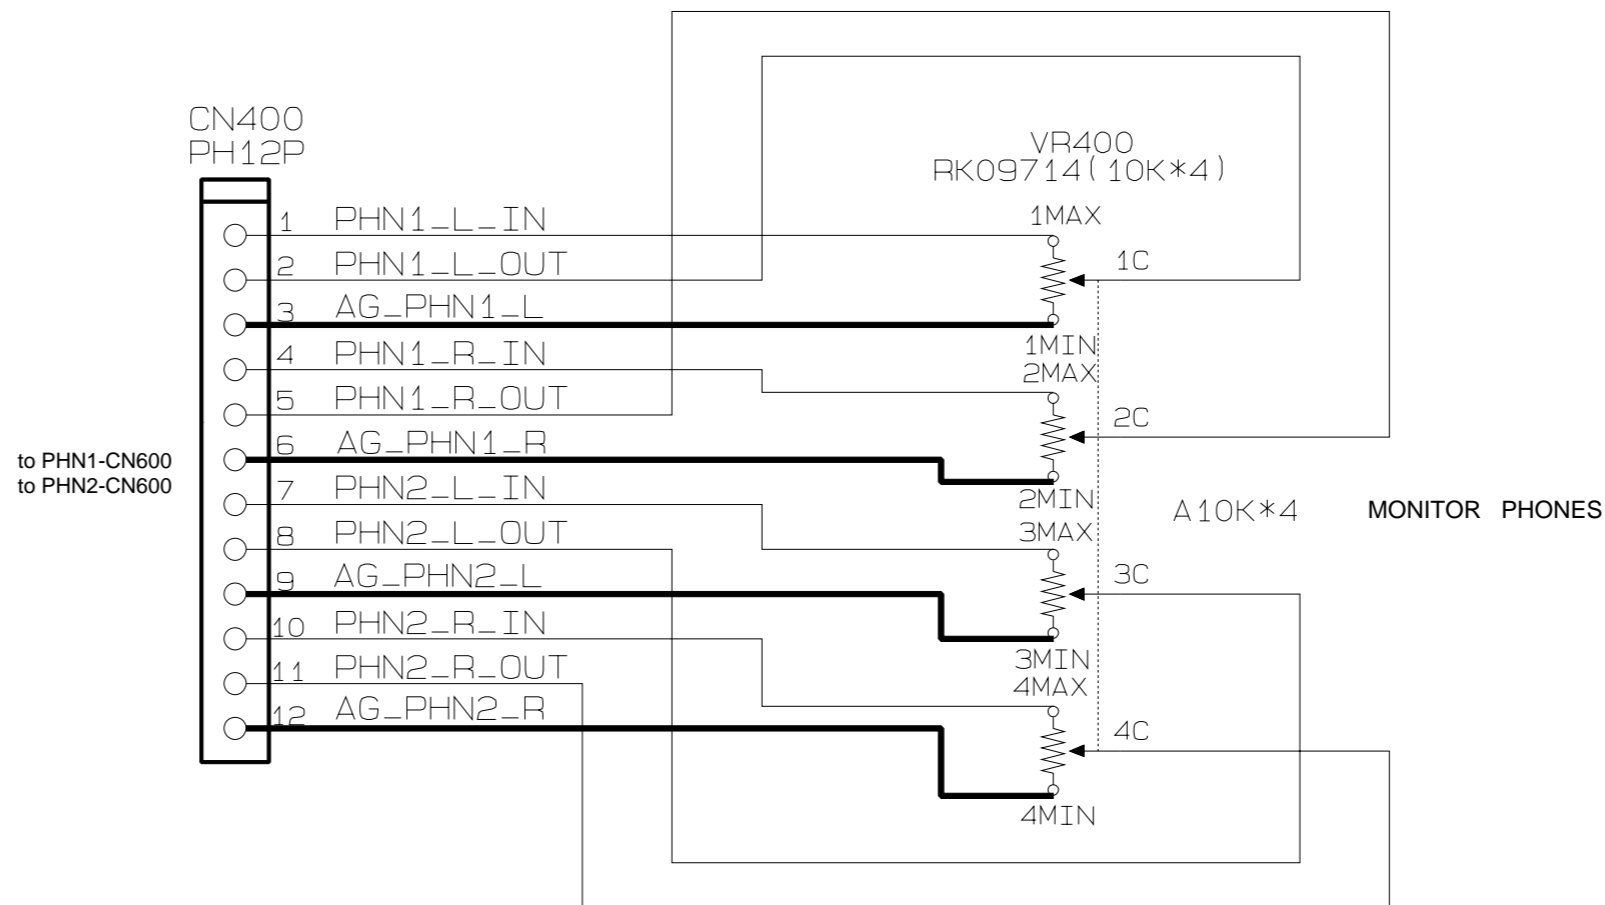 CN400
PH12P
VR400
RK09714(10K*4)
1 PHN1_L_IN
2 PHN1_L_OUT
3 AG_PHN1_L
4 PHN1_R_IN
5 PHN1_R_OUT
6 AG_PHN1_R
7 PHN2_L_IN
8 PHN2_L_OUT
9 AG_PHN2_L
10 PHN2_R_IN
11 PHN2_R_OUT
12 AG_PHN2_R
to PHN1-CN600
to PHN2-CN600
1MAX
1C
1MIN
2MAX
2C
2MIN
3MAX
3C
3MIN
4MAX
4C
4MIN
A10K*4
MONITOR PHONES